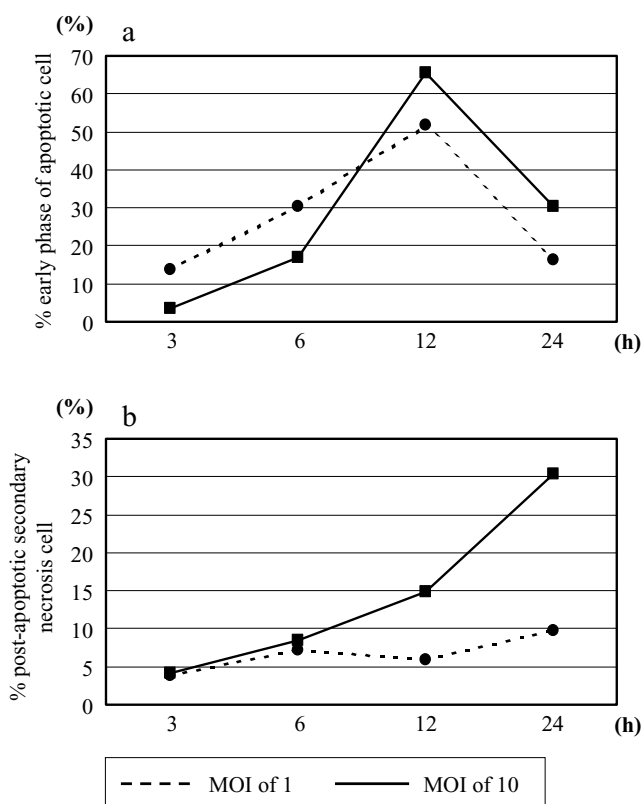 (%)
a
% early phase of apoptotic cell
70
60
50
40
30
20
10
0
3 6 12 24 (h)
(%)
b
% post-apoptotic secondary
necrosis cell
35
30
25
20
15
10
5
0
3 6 12 24 (h)
MOI of 1 MOI of 10